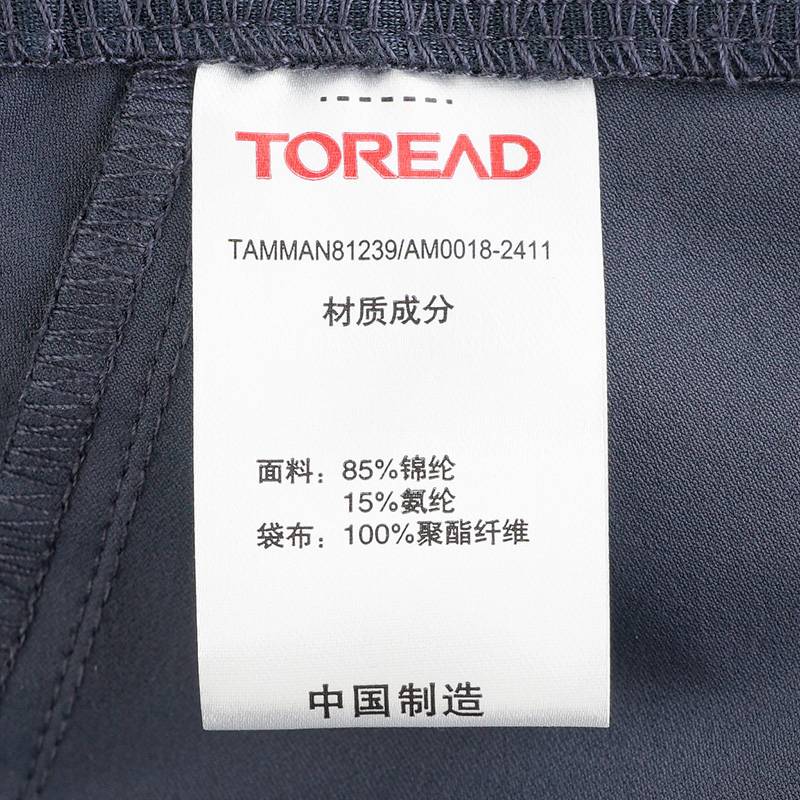 TOREAD
TAMMAN81239/AM0018-2411
材质成分
面料：85%锦纶
15%氨纶
袋布：100%聚酯纤维
中国制造